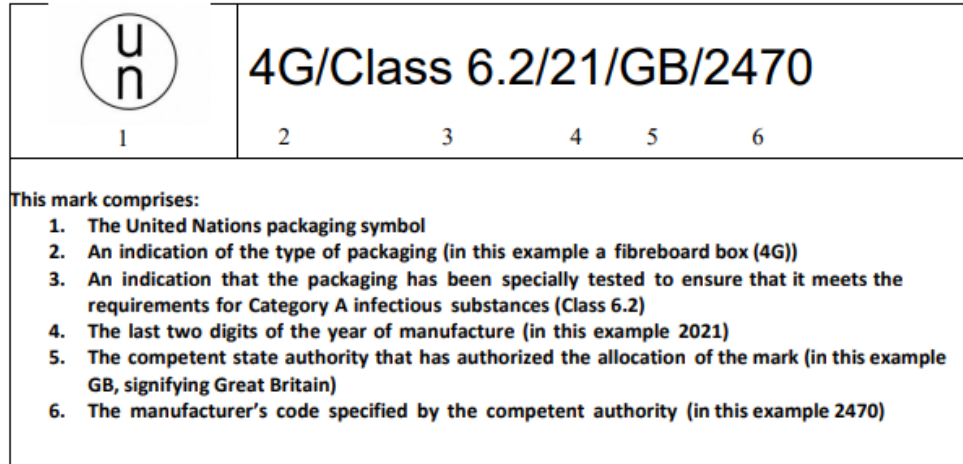 u
n
4G/Class 6.2/21/GB/2470
1 2 3 4 5 6
This mark comprises:
1. The United Nations packaging symbol
2. An indication of the type of packaging (in this example a fibreboard box (4G))
3. An indication that the packaging has been specially tested to ensure that it meets the
requirements for Category A infectious substances (Class 6.2)
4. The last two digits of the year of manufacture (in this example 2021)
5. The competent state authority that has authorized the allocation of the mark (in this example
GB, signifying Great Britain)
6. The manufacturer’s code specified by the competent authority (in this example 2470)